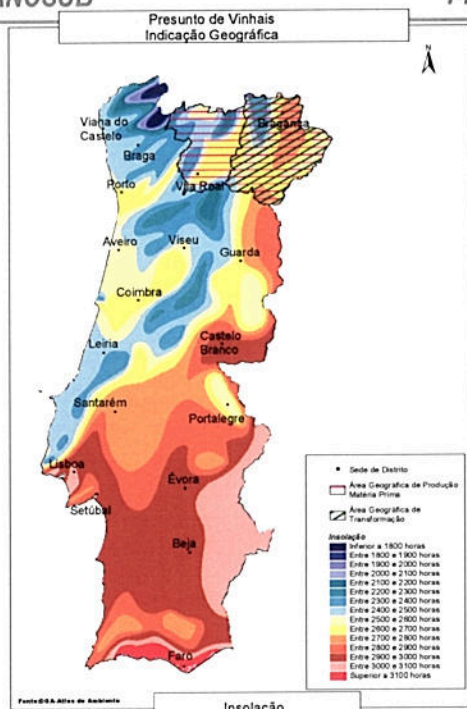 Presunto de Vinhais
Indicação Geográfica
N
Viana do
Castelo
Bragança
Braga
Vila Real
Porto
Aveiro
Viseu
Guarda
Coimbra
Castelo
Branco
Leiria
Santarém
Portalegre
Lisboa
Évora
Setúbal
Beja
Faro
Sede de Distrito
Área Geográfica de Produção
Matéria Prima
Área Geográfica de
Transformação
Insolação
Inferior a 1800 horas
Entre 1800 e 1900 horas
Entre 1900 e 2000 horas
Entre 2000 e 2100 horas
Entre 2100 e 2200 horas
Entre 2200 e 2300 horas
Entre 2300 e 2400 horas
Entre 2400 e 2500 horas
Entre 2500 e 2600 horas
Entre 2600 e 2700 horas
Entre 2700 e 2800 horas
Entre 2800 e 2900 horas
Entre 2900 e 3000 horas
Entre 3000 e 3100 horas
Superior a 3100 horas
Atlas do Ambiente
Insolação